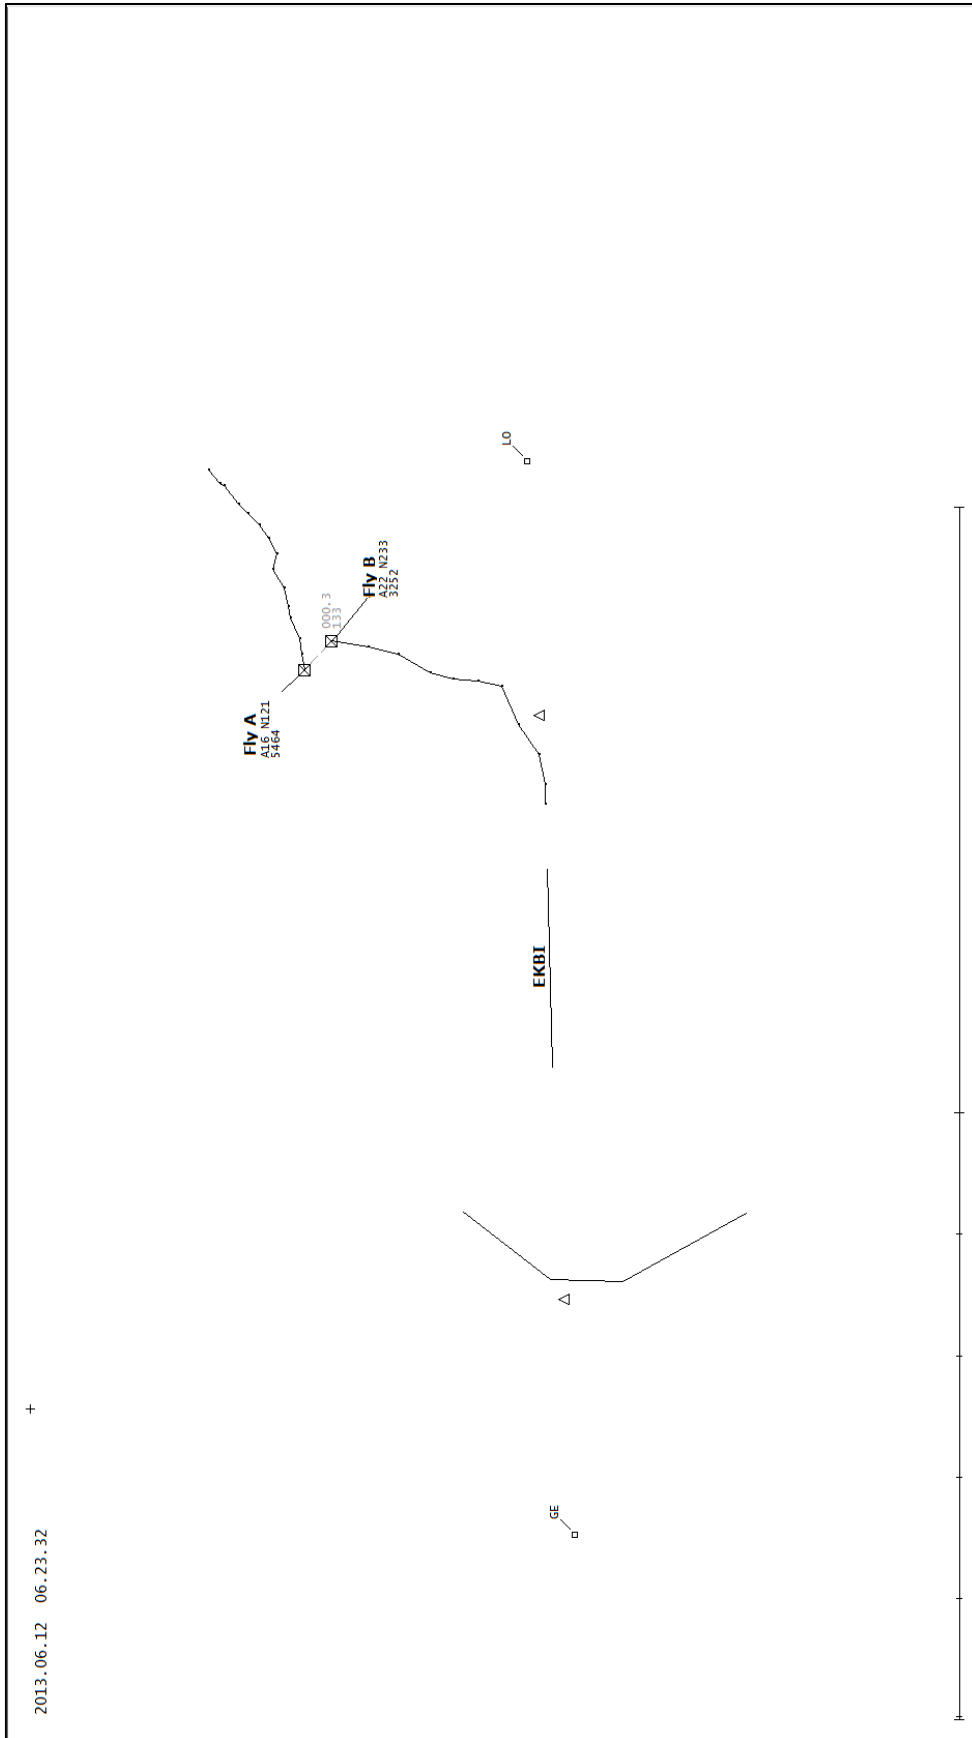 2013.06.12 06.23.32
Fly A
A16 N121
5464
000.3
133
Fly B
A22 N233
3252
GE
EKBI
LO